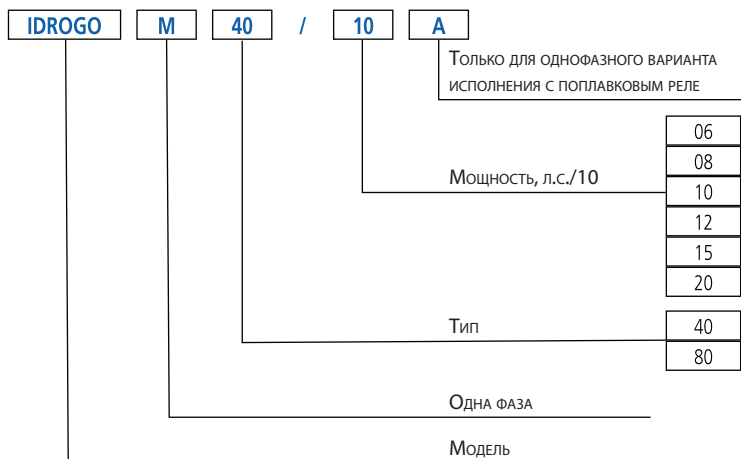 IDROGO M 40 / 10 A
Только для однофазного варианта
исполнения с поплавковым реле
06
08
Мощность, л.с./10 10
12
15
20
Тип 40
80
Одна фаза
Модель